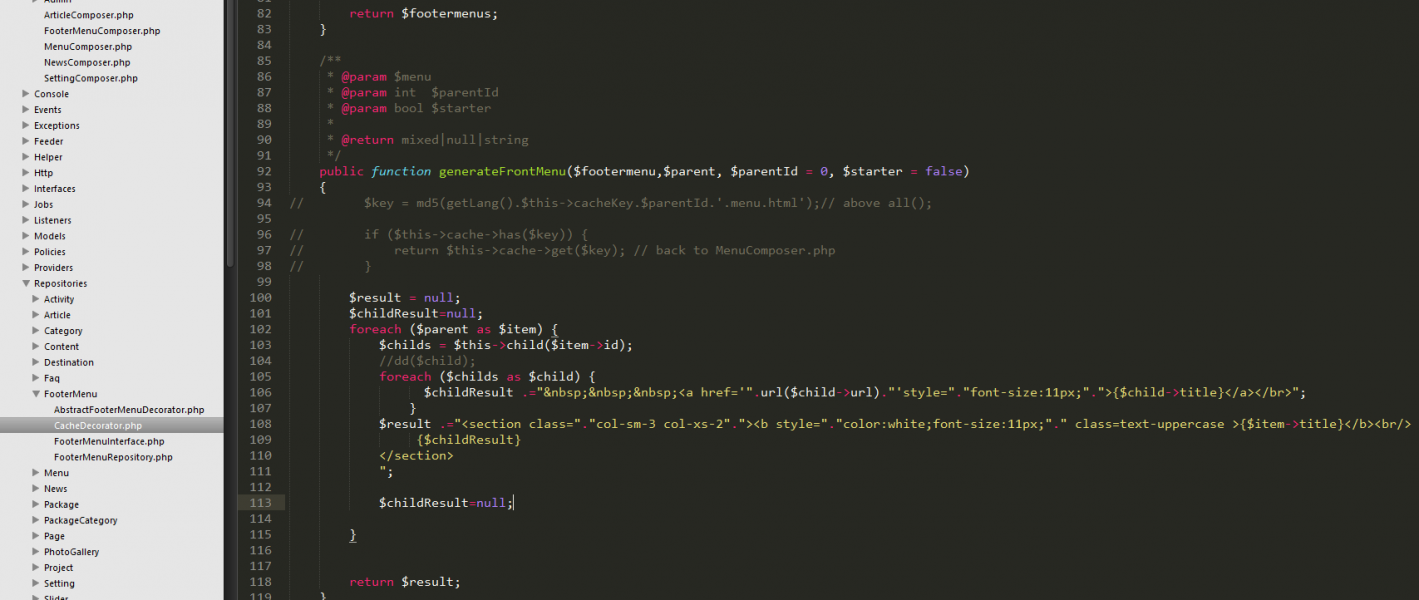 Admin
ArticleComposer.php
FooterMenuComposer.php
MenuComposer.php
NewsComposer.php
SettingComposer.php
Console
Events
Exceptions
Feeder
Helper
Http
Interfaces
Jobs
Listeners
Models
Policies
Providers
Repositories
Activity
Article
Category
Content
Destination
Faq
FooterMenu
AbstractFooterMenuDecorator.php
CacheDecorator.php
FooterMenuInterface.php
FooterMenuRepository.php
Menu
News
Package
PackageCategory
Page
PhotoGallery
Project
Setting
Slider
81
82         return $footermenus;
83     }
84
85     /**
86      * @param $menu
87      * @param int  $parentId
88      * @param bool $starter
89      *
90      * @return mixed|null|string
91      */
92     public function generateFrontMenu($footermenu,$parent, $parentId = 0, $starter = false)
93     {
94 //        $key = md5(getLang().$this->cacheKey.$parentId.'.menu.html');// above all();
95
96 //        if ($this->cache->has($key)) {
97 //            return $this->cache->get($key); // back to MenuComposer.php
98 //        }
99
100         $result = null;
101         $childResult=null;
102         foreach ($parent as $item) {
103             $childs = $this->child($item->id);
104             //dd($child);
105             foreach ($childs as $child) {
106                   $childResult .="&nbsp;&nbsp;&nbsp;<a href='".url($child->url)."'style="."font-size:11px;".">{$child->title}</a></br>";
107                 }
108             $result .="<section class="."col-sm-3 col-xs-2"."><b style="."color:white;font-size:11px;"." class=text-uppercase >{$item->title}</b><br/>
109                  {$childResult}
110             </section>
111             ";
112
113             $childResult=null;
114
115         }
116
117
118         return $result;
119     }